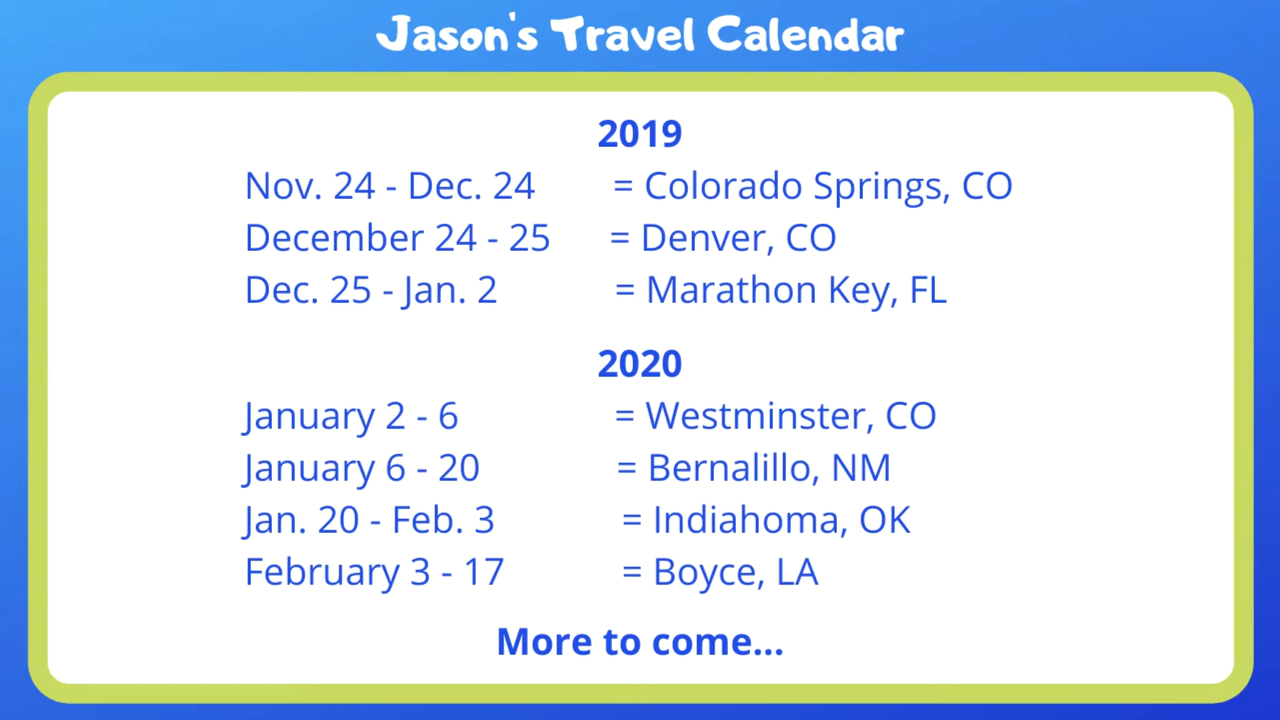 Jason's Travel Calendar
2019
Nov. 24 - Dec. 24 = Colorado Springs, CO
December 24 - 25 = Denver, CO
Dec. 25 - Jan. 2 = Marathon Key, FL
2020
January 2 - 6 = Westminster, CO
January 6 - 20 = Bernalillo, NM
Jan. 20 - Feb. 3 = Indiahoma, OK
February 3 - 17 = Boyce, LA
More to come...